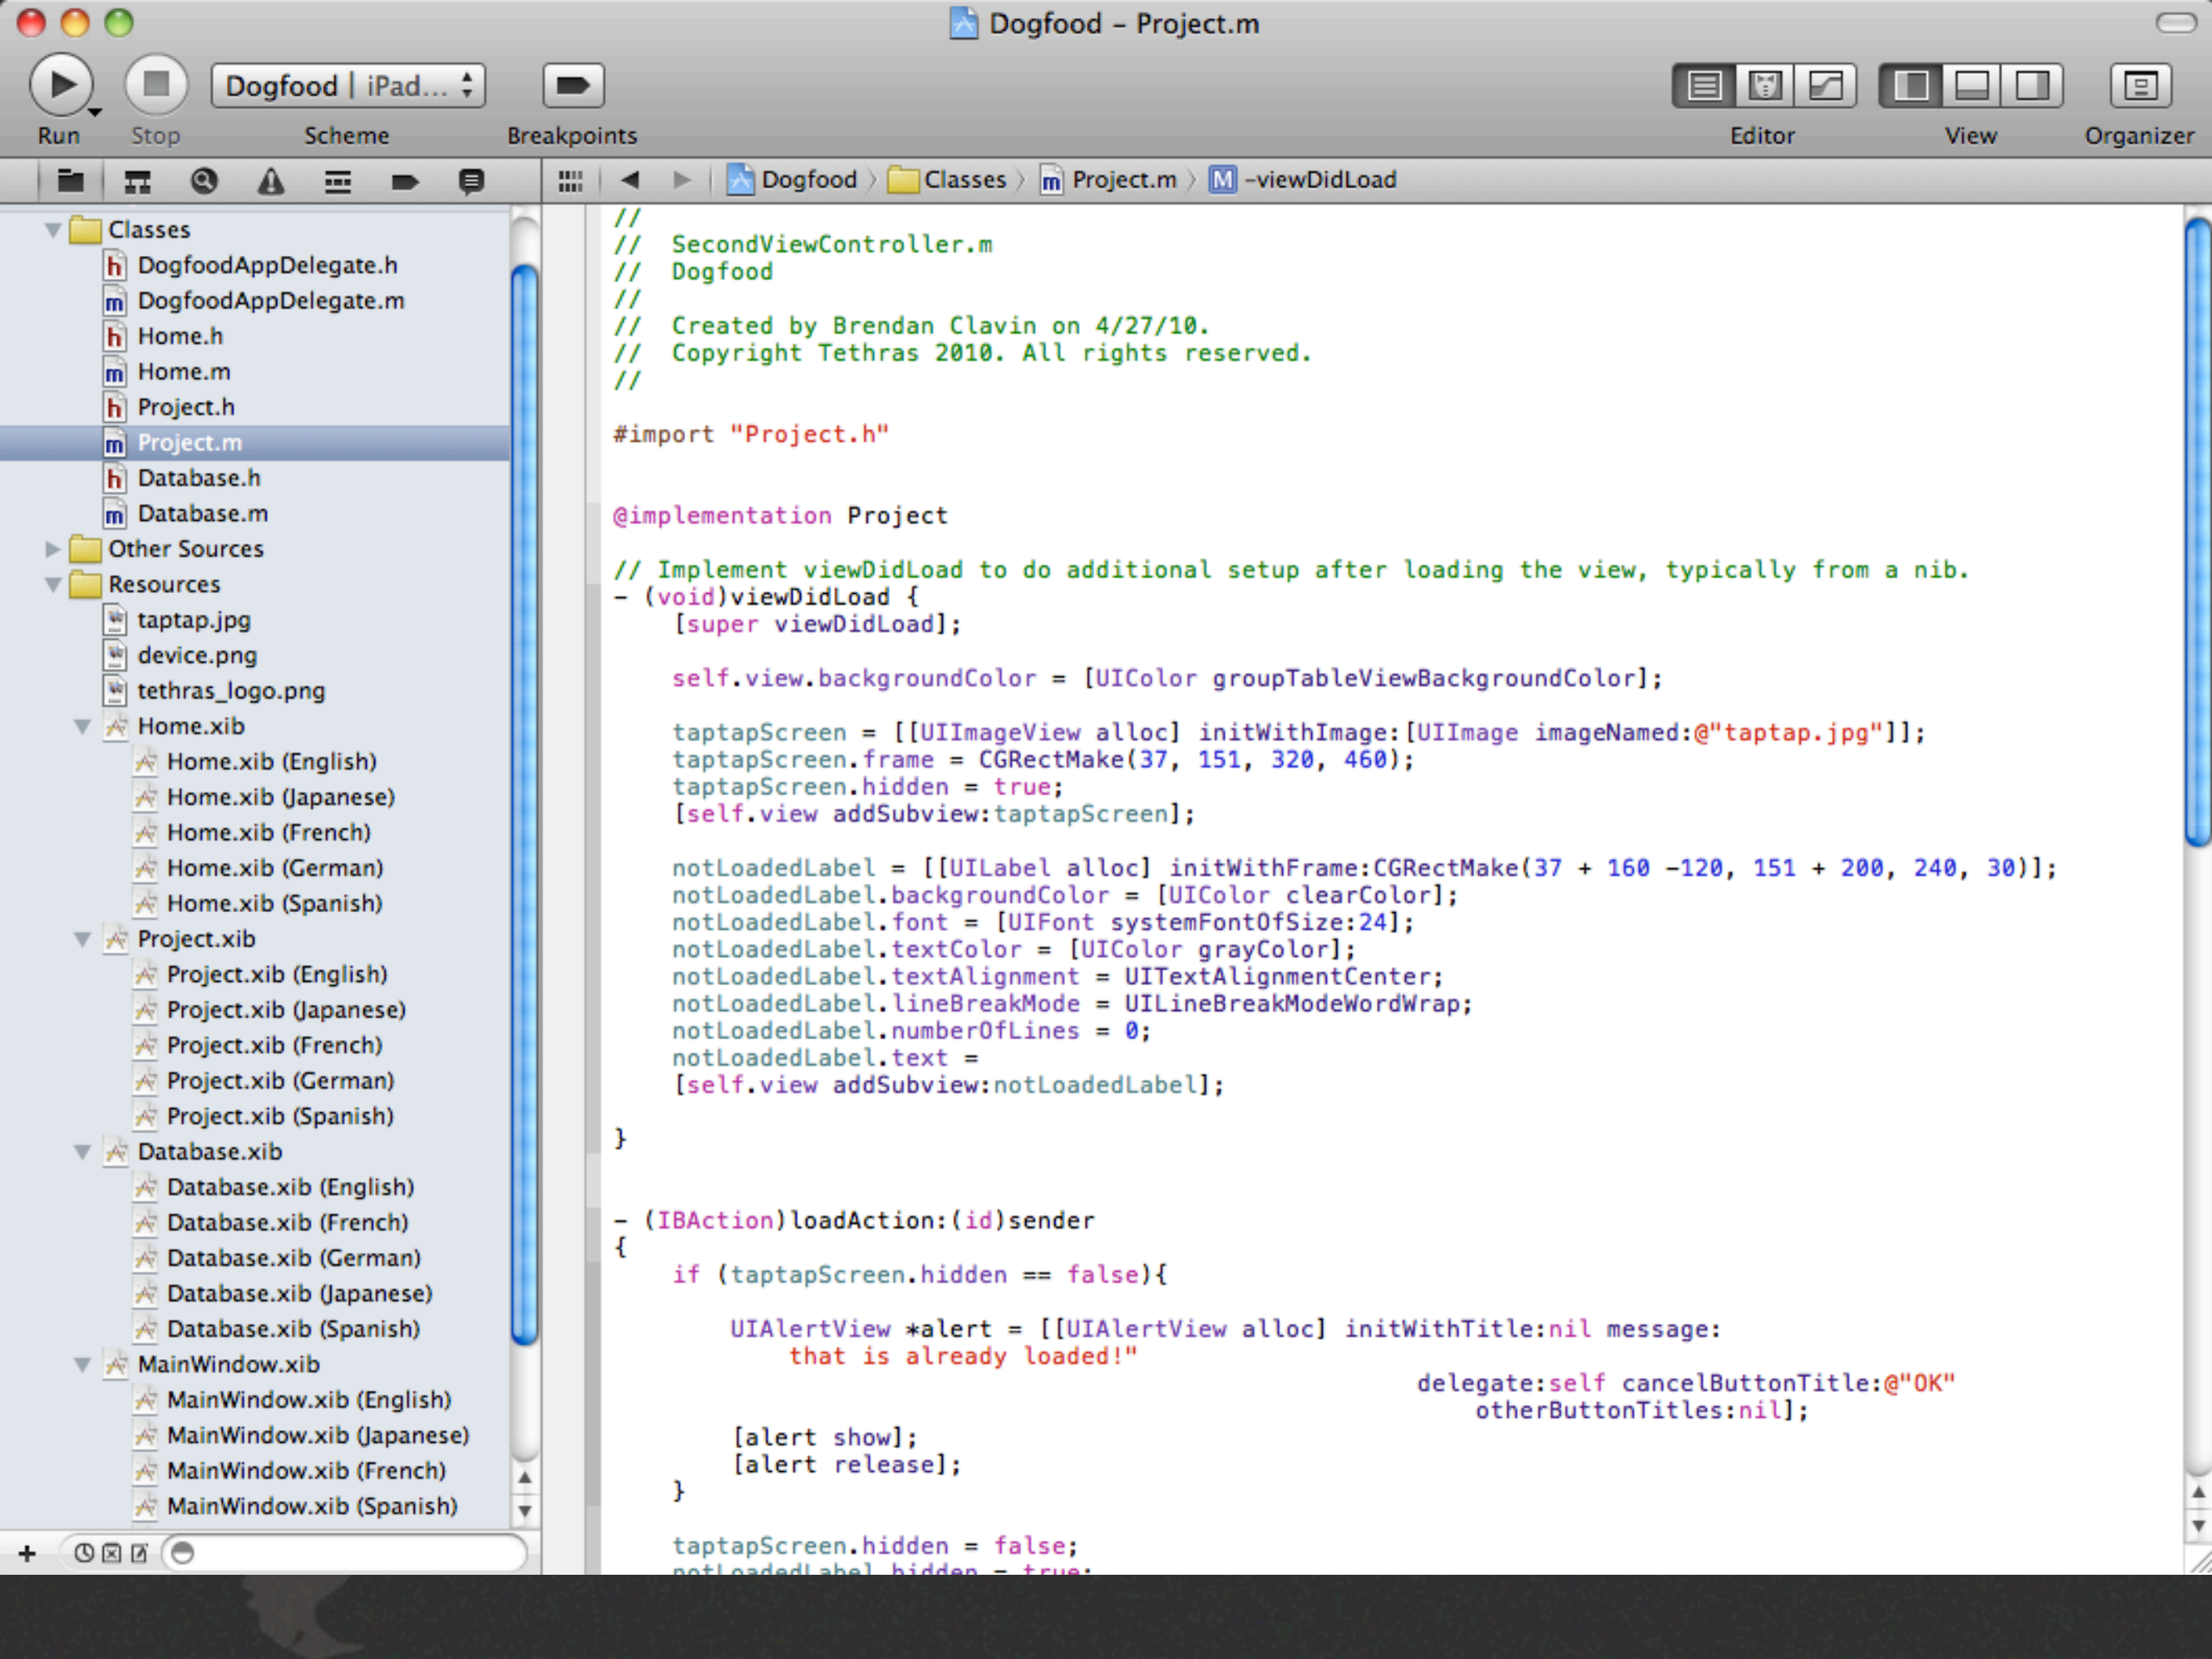 Dogfood – Project.m
Dogfood | iPad...
Run
Stop
Scheme
Breakpoints
Editor
View
Organizer
Dogfood
Classes
Project.m
M -viewDidLoad
Classes
h DogfoodAppDelegate.h
m DogfoodAppDelegate.m
h Home.h
m Home.m
h Project.h
m Project.m
h Database.h
m Database.m
Other Sources
Resources
taptap.jpg
device.png
tethras_logo.png
Home.xib
Home.xib (English)
Home.xib (Japanese)
Home.xib (French)
Home.xib (German)
Home.xib (Spanish)
Project.xib
Project.xib (English)
Project.xib (Japanese)
Project.xib (French)
Project.xib (German)
Project.xib (Spanish)
Database.xib
Database.xib (English)
Database.xib (French)
Database.xib (German)
Database.xib (Japanese)
Database.xib (Spanish)
MainWindow.xib
MainWindow.xib (English)
MainWindow.xib (Japanese)
MainWindow.xib (French)
MainWindow.xib (Spanish)
//
//  SecondViewController.m
//  Dogfood
//
//  Created by Brendan Clavin on 4/27/10.
//  Copyright Tethras 2010. All rights reserved.
//
#import "Project.h"
@implementation Project
// Implement viewDidLoad to do additional setup after loading the view, typically from a nib.
- (void)viewDidLoad {
[super viewDidLoad];
self.view.backgroundColor = [UIColor groupTableViewBackgroundColor];
taptapScreen = [[UIImageView alloc] initWithImage:[UIImage imageNamed:@"taptap.jpg"]];
taptapScreen.frame = CGRectMake(37, 151, 320, 460);
taptapScreen.hidden = true;
[self.view addSubview:taptapScreen];
notLoadedLabel = [[UILabel alloc] initWithFrame:CGRectMake(37 + 160 -120, 151 + 200, 240, 30)];
notLoadedLabel.backgroundColor = [UIColor clearColor];
notLoadedLabel.font = [UIFont systemFontOfSize:24];
notLoadedLabel.textColor = [UIColor grayColor];
notLoadedLabel.textAlignment = UITextAlignmentCenter;
notLoadedLabel.lineBreakMode = UILineBreakModeWordWrap;
notLoadedLabel.numberOfLines = 0;
notLoadedLabel.text =
[self.view addSubview:notLoadedLabel];
}
- (IBAction)loadAction:(id)sender
{
if (taptapScreen.hidden == false){
UIAlertView *alert = [[UIAlertView alloc] initWithTitle:nil message:
that is already loaded!"
delegate:self cancelButtonTitle:@"OK"
otherButtonTitles:nil];
[alert show];
[alert release];
}
taptapScreen.hidden = false;
notLoadedLabel.hidden = true;